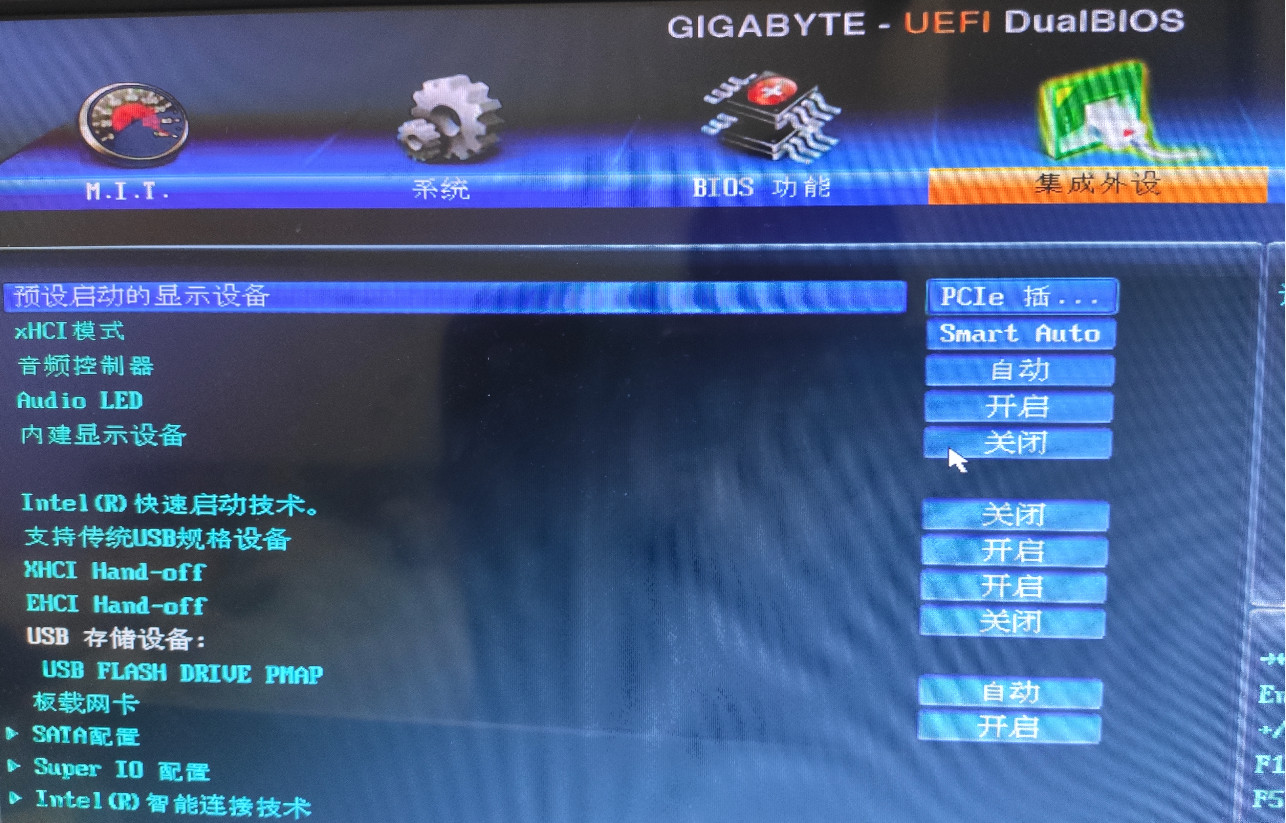 GIGABYTE - UEFI DualBIOS
M.I.T. 系统 BIOS 功能 集成外设
预设启动的显示设备 PCIe 插...
xHCI模式 Smart Auto
音频控制器 自动
Audio LED 开启
内建显示设备 关闭
Intel(R)快速启动技术。 关闭
支持传统USB规格设备 开启
XHCI Hand-off 开启
EHCI Hand-off 关闭
USB 存储设备:
USB FLASH DRIVE PMAP 自动
板载网卡 开启
SATA配置
Super IO 配置
Intel(R)智能连接技术